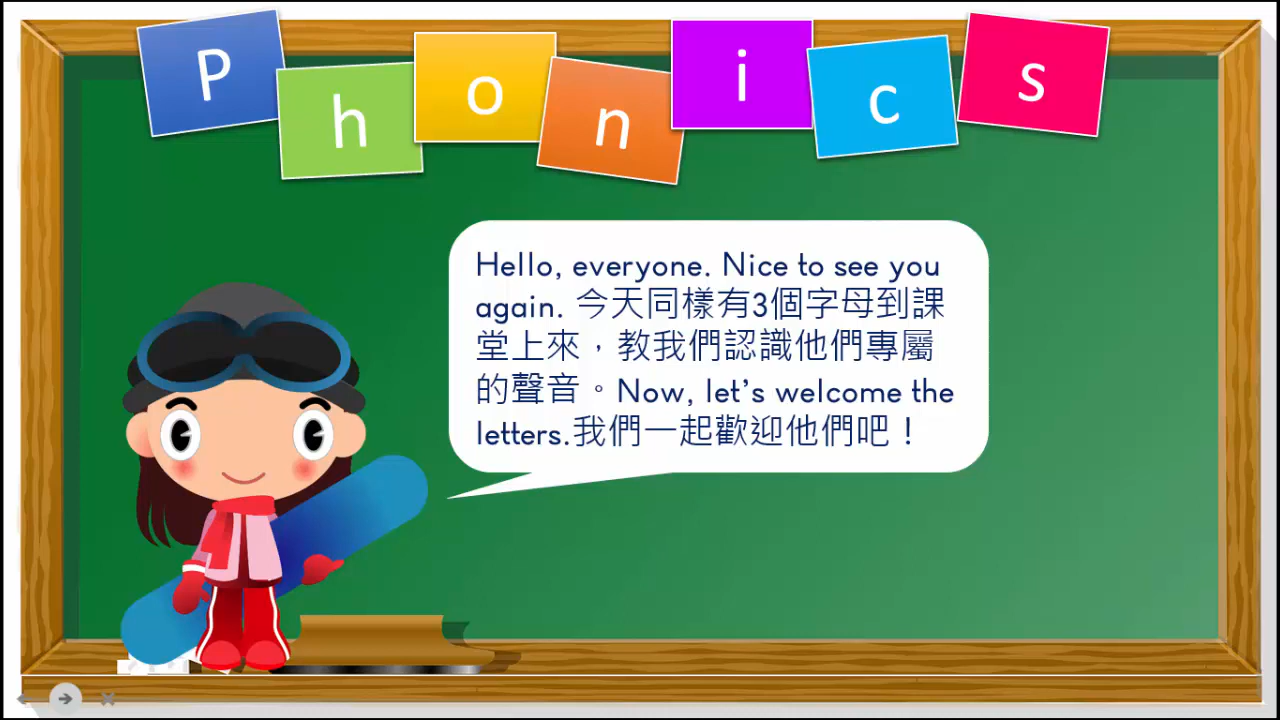 Phonics
Hello, everyone. Nice to see you
again. 今天同樣有3個字母到課
堂上來，教我們認識他們專屬
的聲音。Now, let's welcome the
letters.我們一起歡迎他們吧！